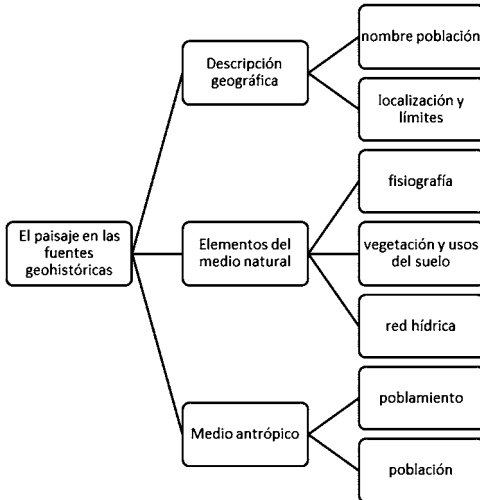 El paisaje en las
fuentes
geohistóricas
Descripción
geográfica
nombre población
localización y
límites
Elementos del
medio natural
fisiografía
vegetación y usos
del suelo
red hídrica
Medio antrópico
poblamiento
población